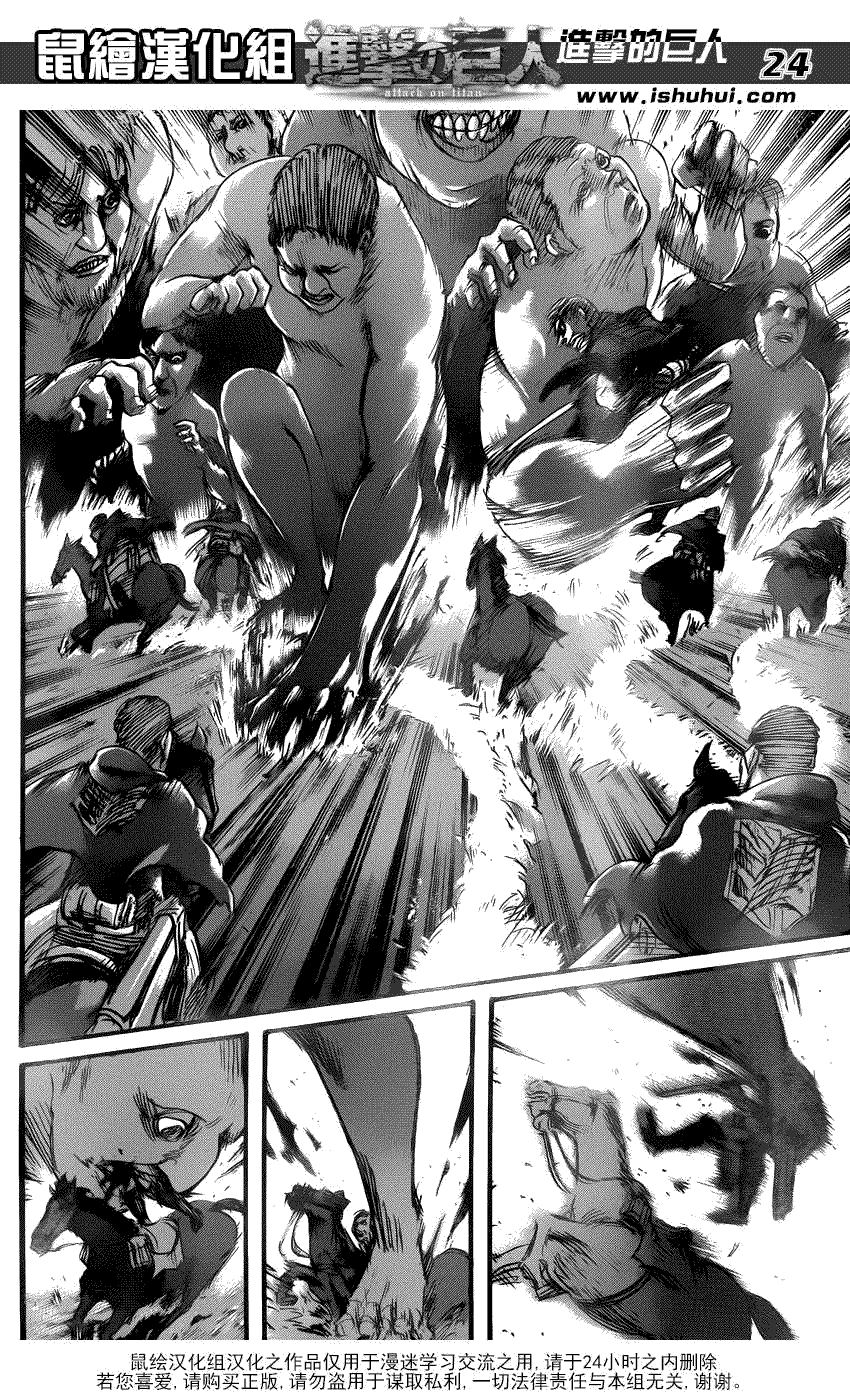 鼠繪漢化組
進撃の巨人
attack on titan
進擊的巨人
24
www.ishuhui.com
鼠绘汉化组汉化之作品仅用于漫迷学习交流之用,请于24小时之内删除
若您喜爱,请购买正版,请勿盗用于谋取私利,一切法律责任与本组无关,谢谢。